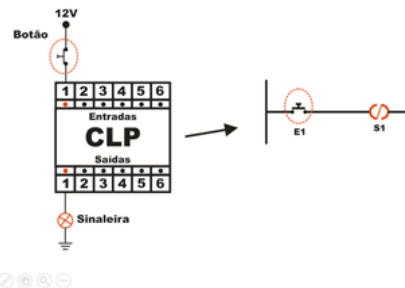 12V
Botão
1 2 3 4 5 6
Entradas
CLP
Saídas
1 2 3 4 5 6
Sinaleira
E1
S1